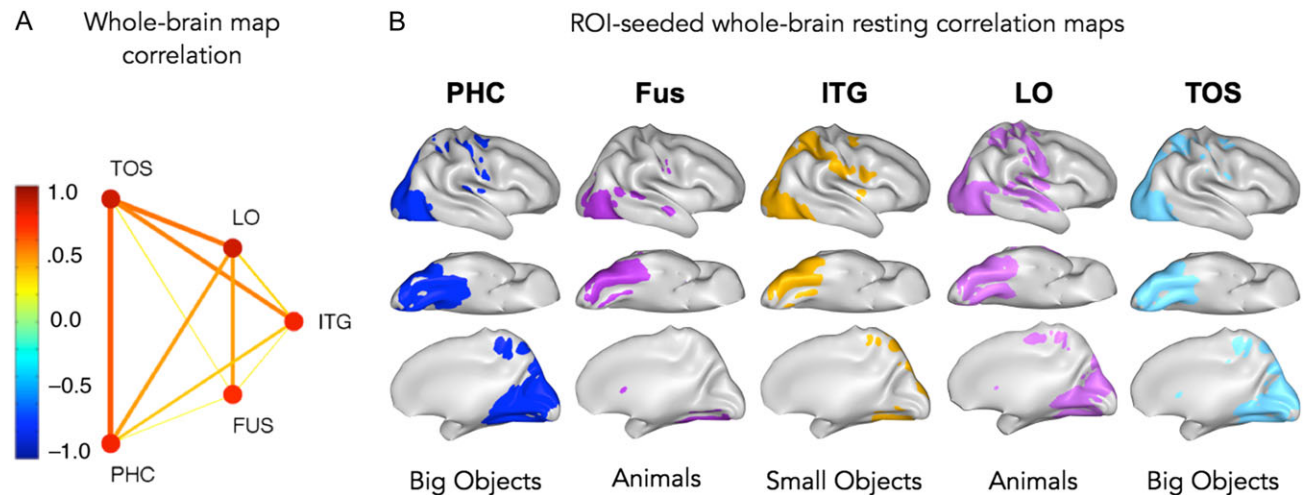 A
Whole-brain map
correlation
1.0
.0.5
0.0
−0.5
−1.0
TOS
LO
ITG
FUS
PHC
B
ROI-seeded whole-brain resting correlation maps
PHC
Fus
ITG
LO
TOS
Big Objects
Animals
Small Objects
Animals
Big Objects